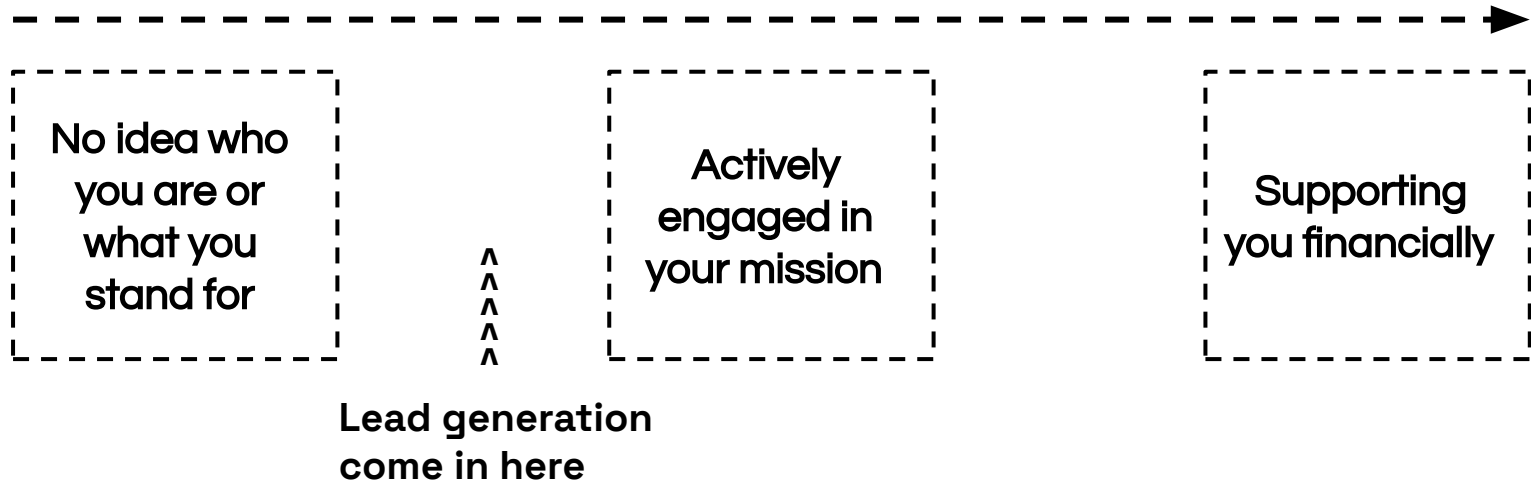 No idea who
you are or
what you
stand for
Actively
engaged in
your mission
Supporting
you financially
^
^
^
^
^
Lead generation
come in here